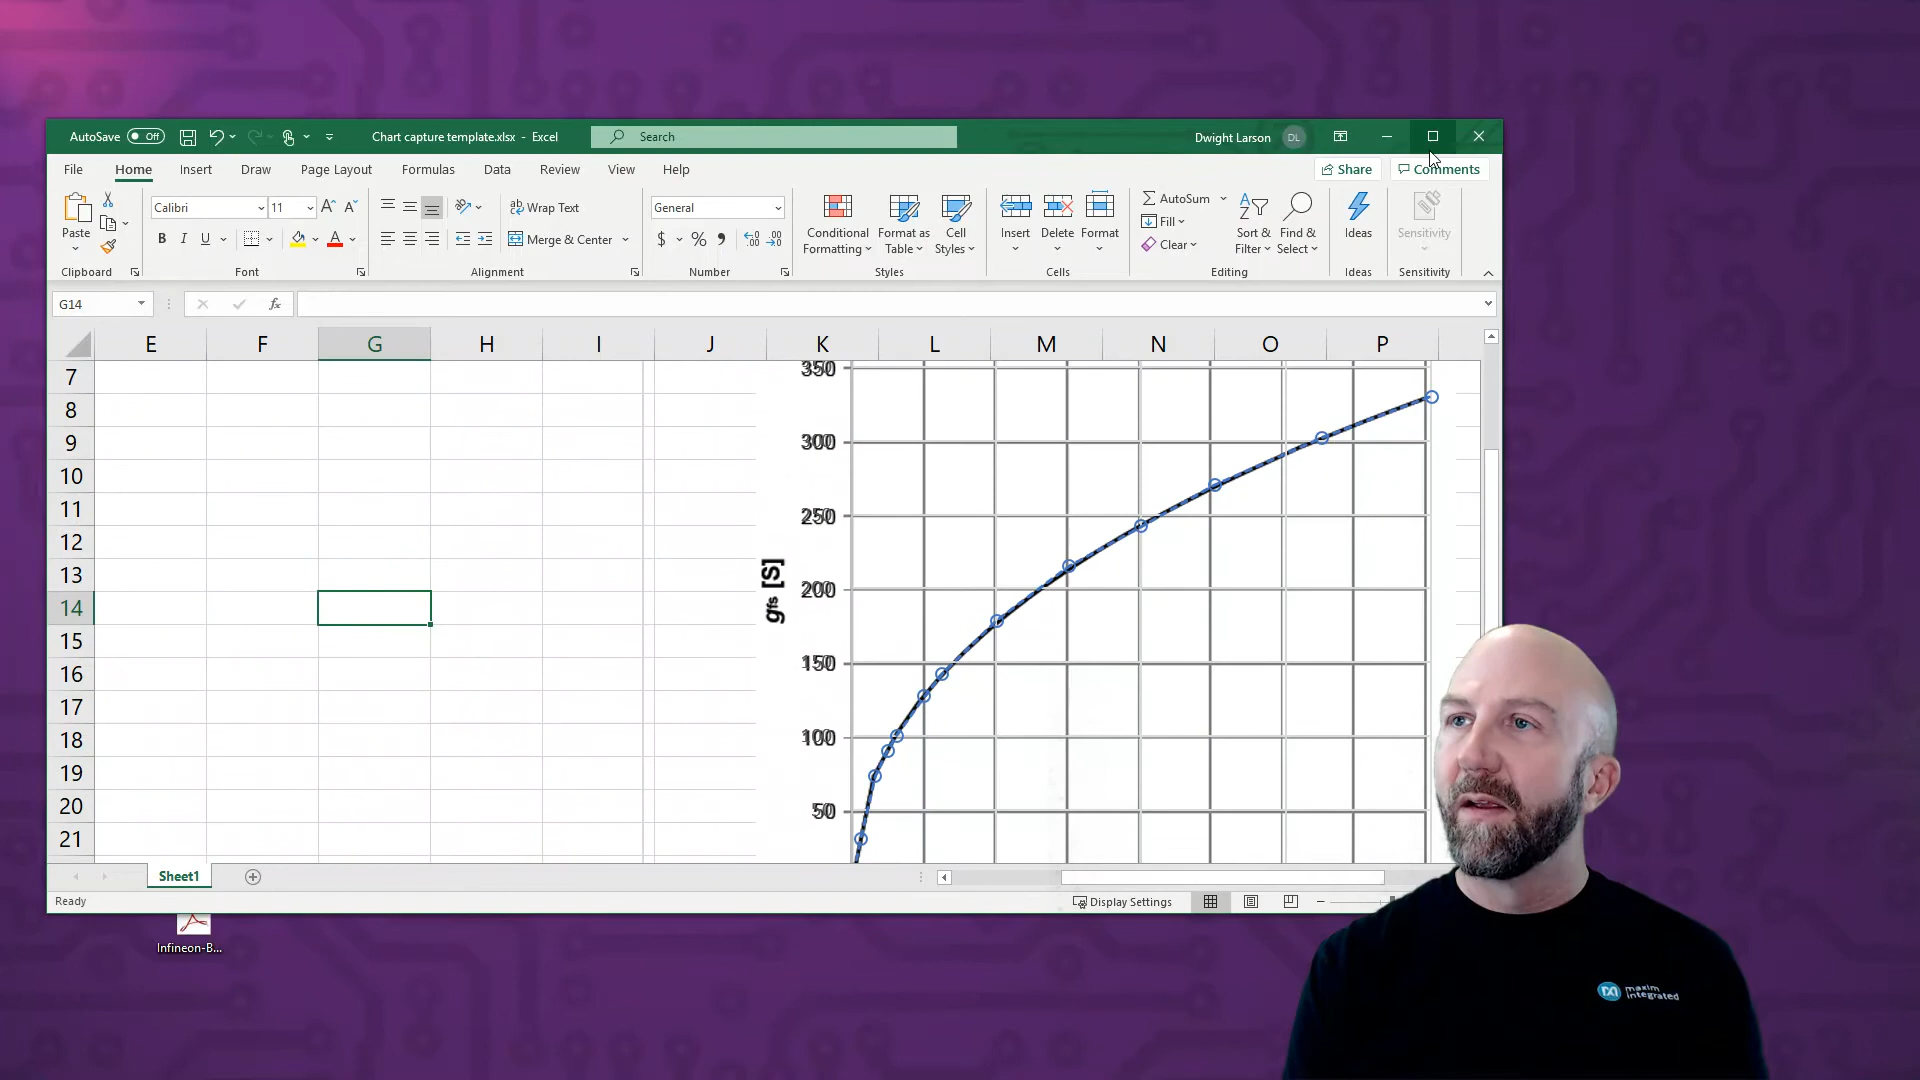 AutoSave Off Chart capture template.xlsx - Excel Search Dwight Larson DL
File Home Insert Draw Page Layout Formulas Data Review View Help Share Comments
Paste Calibri 11 Wrap Text General Conditional Formatting Format as Table Cell Styles Insert Delete Format AutoSum Sort & Filter Find & Select Ideas Sensitivity
Fill
B I U A Merge & Center $ % Clear
Clipboard Font Alignment Number Styles Cells Editing Ideas Sensitivity
G14 fx
E F G H I J K L M N O P
7 350
8
9 300
10
11 250
12
13
14 gfs [S] 200
15
16 150
17
18 100
19
20 50
21
Sheet1
Ready Display Settings
Infineon-B...
maxim
integrated